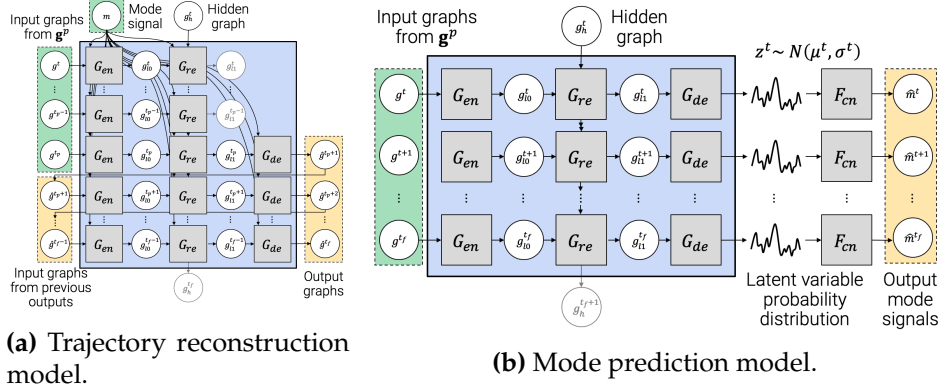 Input graphs
from g^p
m
Mode
signal
g_h^t
Hidden
graph
g^t
G_en
g_l0^t
G_re
g_l1^t
g^{t_p-1}
G_en
g_l0^{t_p-1}
G_re
g_l1^{t_p-1}
g^{t_p}
G_en
g_l0^{t_p}
G_re
g_l1^{t_p}
G_de
ĝ^{t_p+1}
ĝ^{t_p+1}
G_en
g_l0^{t_p+1}
G_re
g_l1^{t_p+1}
G_de
ĝ^{t_p+2}
ĝ^{t_f-1}
G_en
g_l0^{t_f-1}
G_re
g_l1^{t_f-1}
G_de
ĝ^{t_f}
Input graphs
from previous
outputs
g_h^{t_f}
Output
graphs
(a) Trajectory reconstruction
model.
Input graphs
from g^p
g_h^t
Hidden
graph
z^t ~ N(μ^t, σ^t)
g^t
G_en
g_l0^t
G_re
g_l1^t
G_de
F_cn
m̂^t
g^{t+1}
G_en
g_l0^{t+1}
G_re
g_l1^{t+1}
G_de
F_cn
m̂^{t+1}
g^{t_f}
G_en
g_l0^{t_f}
G_re
g_l1^{t_f}
G_de
F_cn
m̂^{t_f}
g_h^{t_f+1}
Latent variable
probability
distribution
Output
mode
signals
(b) Mode prediction model.